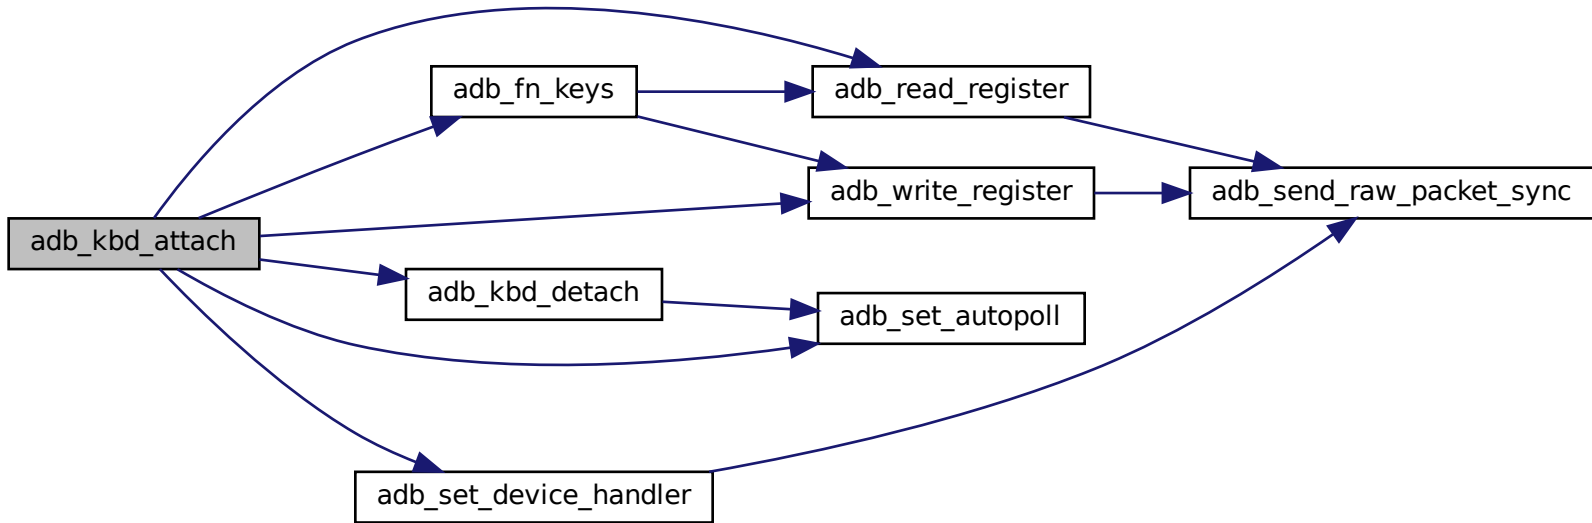 adb_fn_keys
adb_read_register
adb_write_register
adb_send_raw_packet_sync
adb_kbd_attach
adb_kbd_detach
adb_set_autopoll
adb_set_device_handler